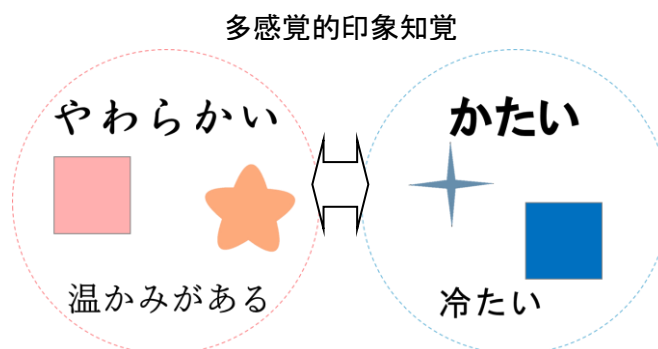 多感覚的印象知覚
やわらかい
かたい
温かみがある
冷たい